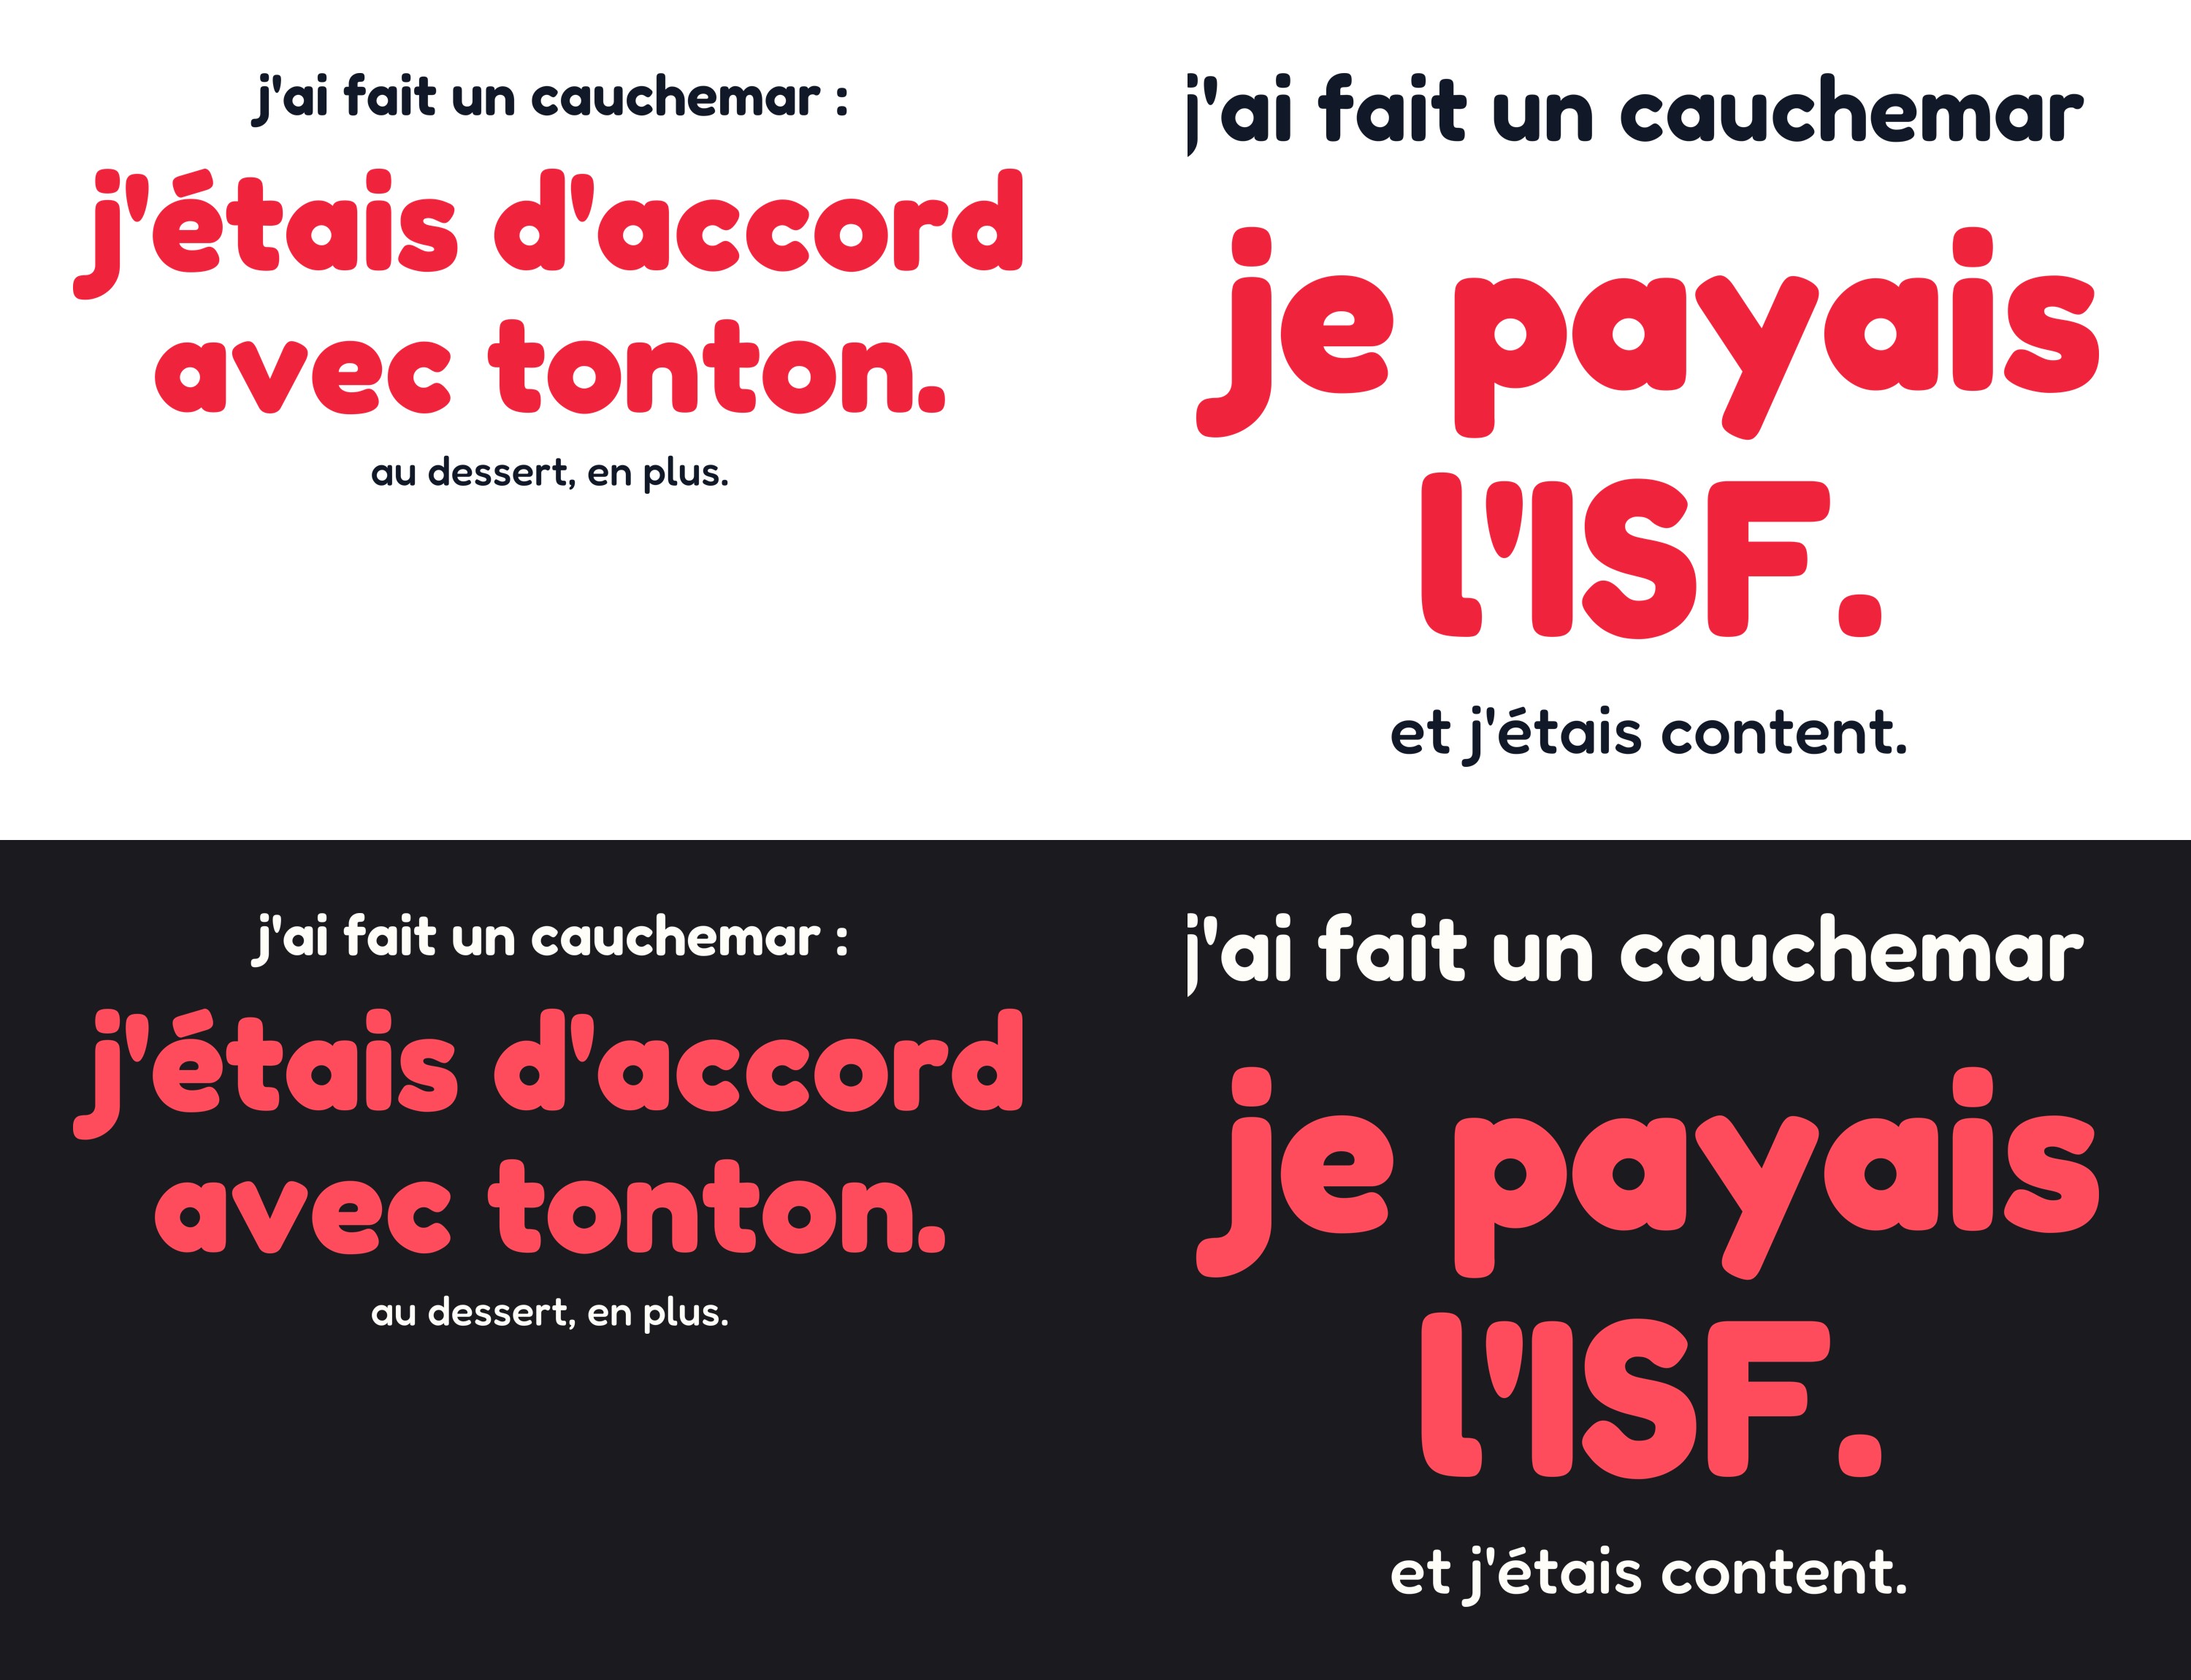 j'ai fait un cauchemar :
j'étais d'accord
avec tonton.
au dessert, en plus.
j'ai fait un cauchemar
je payais
l'ISF.
et j'étais content.
j'ai fait un cauchemar :
j'étais d'accord
avec tonton.
au dessert, en plus.
j'ai fait un cauchemar
je payais
l'ISF.
et j'étais content.